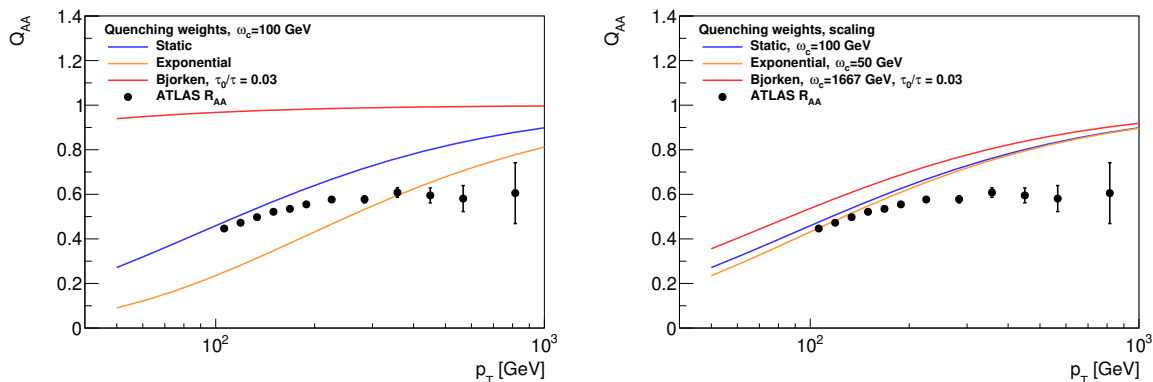 Q_AA
1.4
1.2
1
0.8
0.6
0.4
0.2
0
Quenching weights, ω_c=100 GeV
Static
Exponential
Bjorken, τ_0/τ = 0.03
ATLAS R_AA
10^2
10^3
p_T [GeV]
Q_AA
1.4
1.2
1
0.8
0.6
0.4
0.2
0
Quenching weights, scaling
Static, ω_c=100 GeV
Exponential, ω_c=50 GeV
Bjorken, ω_c=1667 GeV, τ_0/τ = 0.03
ATLAS R_AA
10^2
10^3
p_T [GeV]